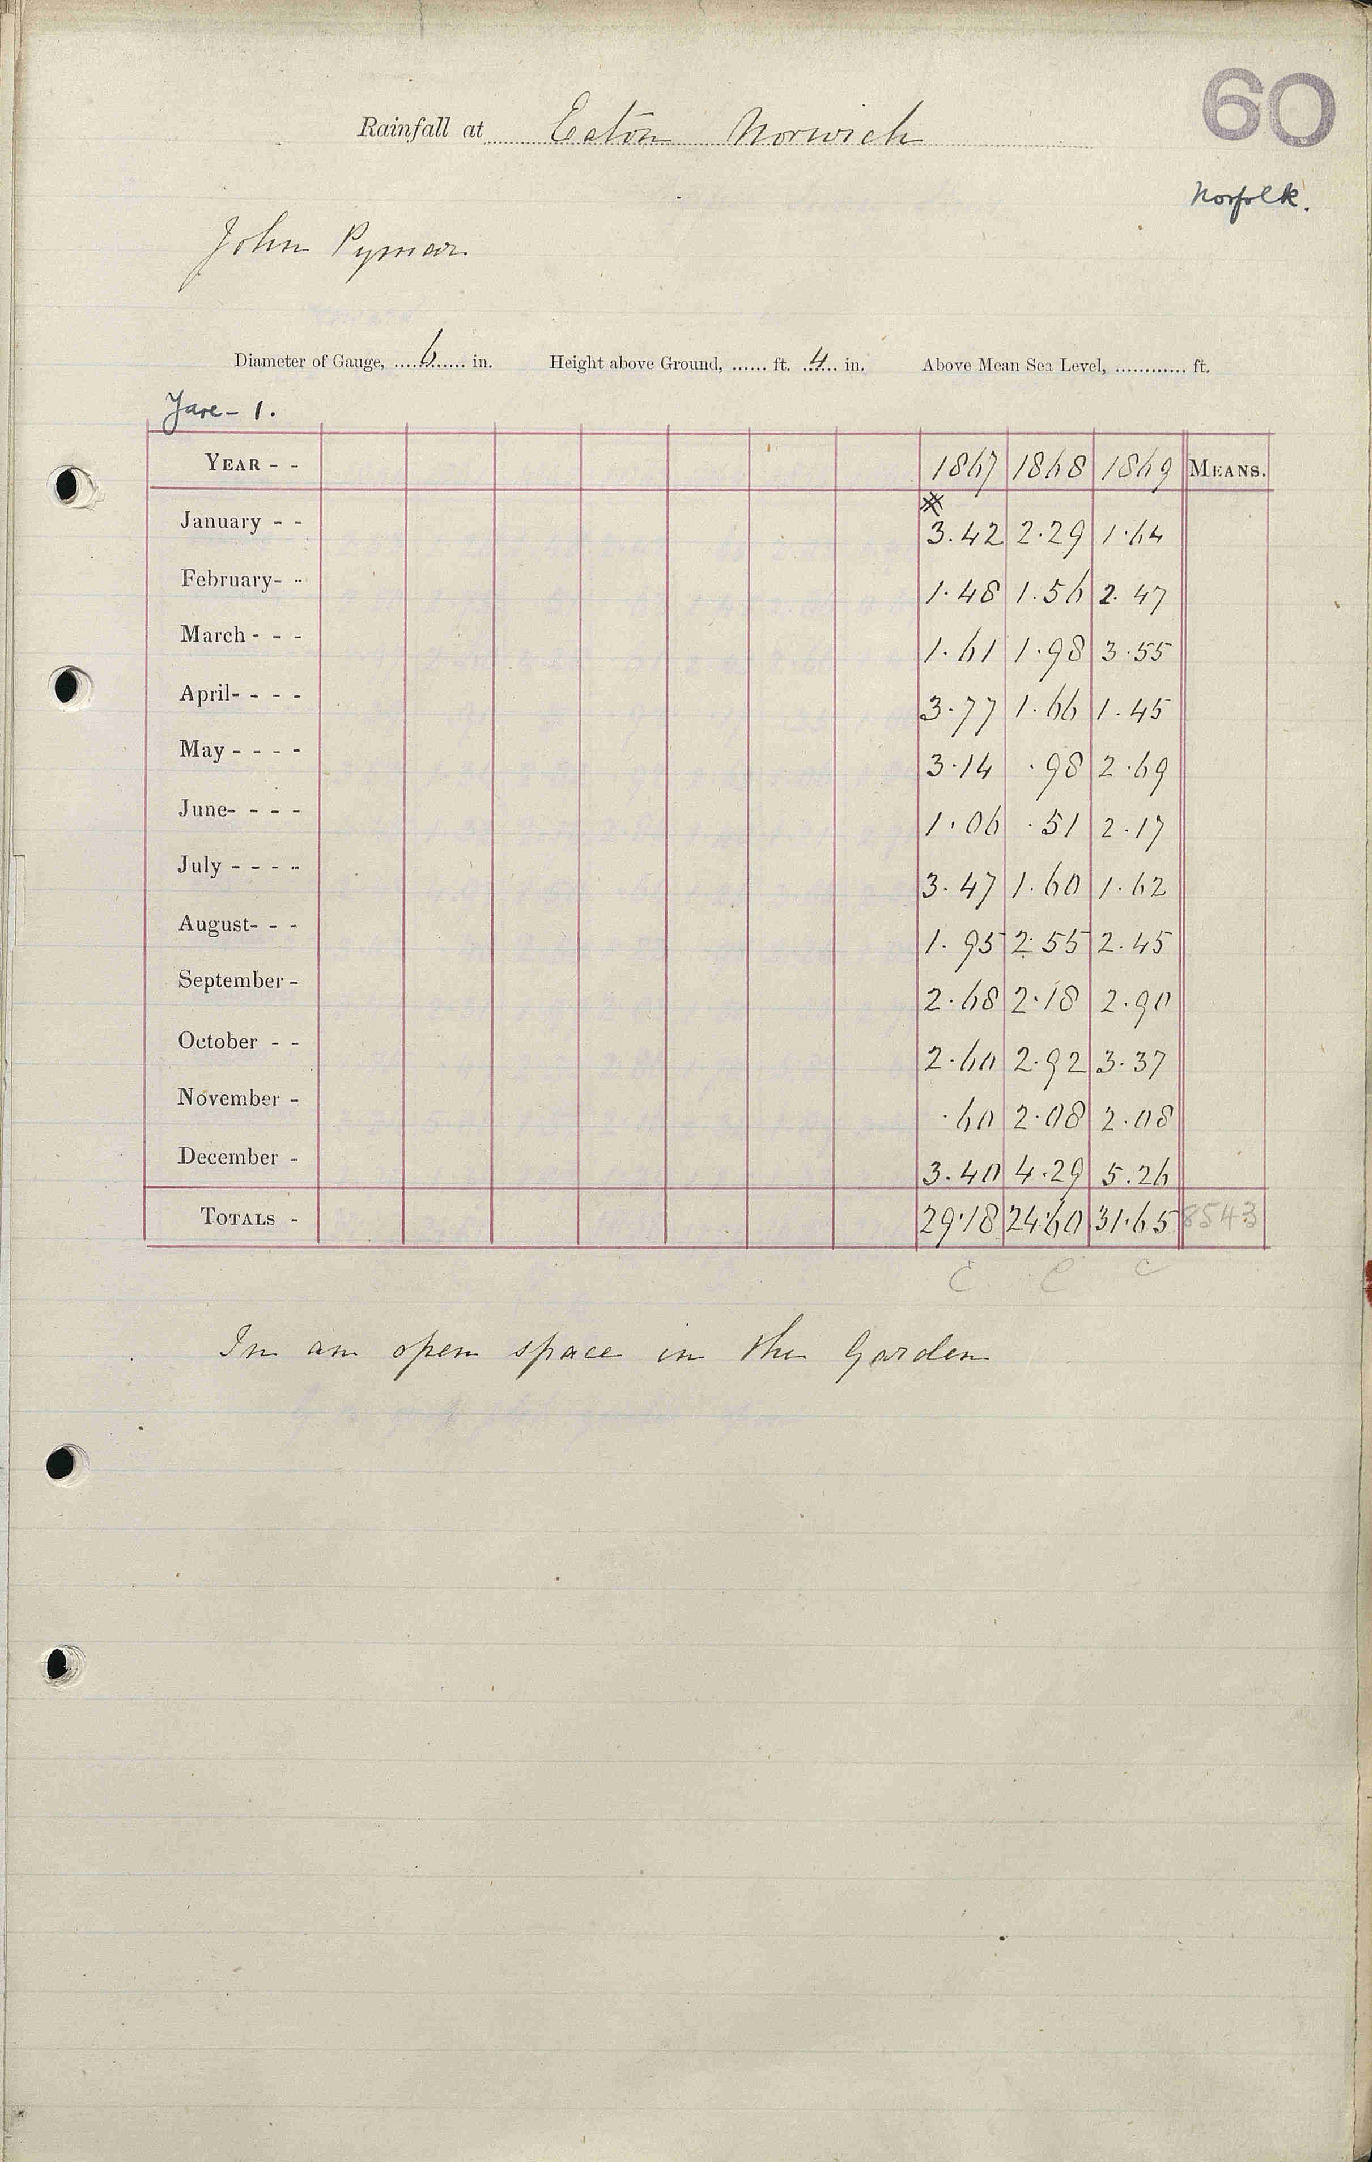 60
Rainfall at Eaton Norwich
Norfolk.
John Pymar
Diameter of Gauge, 6 in. Height above Ground, ...... ft. 4 in. Above Mean Sea Level, ............ ft.
Yare - 1.
YEAR - - 1867 1868 1869 MEANS.
January - - 3.42 2.29 1.64
February - - 1.48 1.56 2.47
March - - - 1.61 1.98 3.55
April - - - - 3.77 1.66 1.45
May - - - - 3.14 .98 2.69
June - - - - 1.06 .51 2.17
July - - - - 3.47 1.60 1.62
August - - - 1.95 2.55 2.45
September - 2.68 2.18 2.90
October - - 2.60 2.92 3.37
November - .60 2.08 2.08
December - 3.40 4.29 5.26
TOTALS - 29.18 24.60 31.65 8543
C C C
In an open space in the Garden